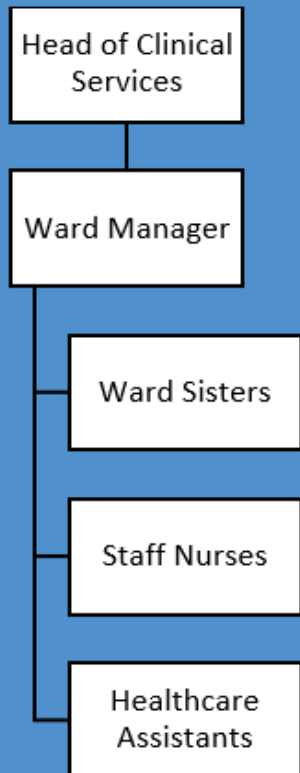 Head of Clinical
Services
Ward Manager
Ward Sisters
Staff Nurses
Healthcare
Assistants